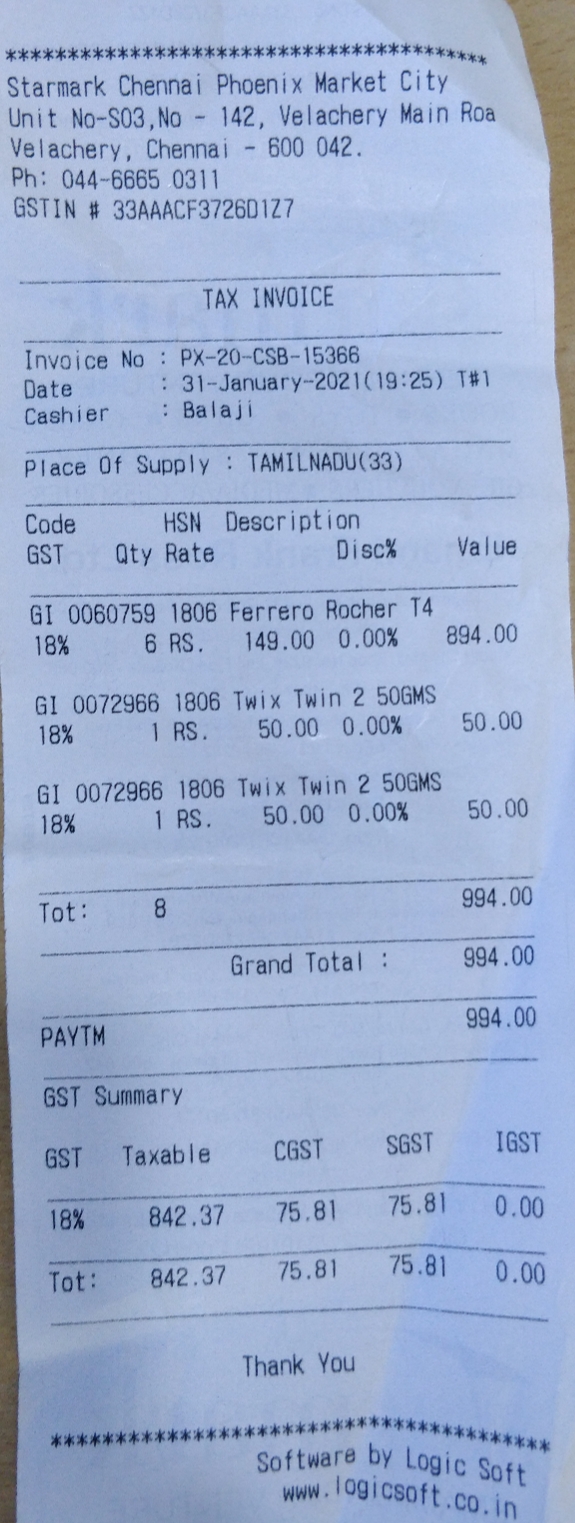 ****************************************
Starmark Chennai Phoenix Market City
Unit No-S03,No - 142, Velachery Main Roa
Velachery, Chennai - 600 042.
Ph: 044-6665 0311
GSTIN # 33AAACF3726D1Z7
TAX INVOICE
Invoice No : PX-20-CSB-15366
Date : 31-January-2021(19:25) T#1
Cashier : Balaji
Place Of Supply : TAMILNADU(33)
Code HSN Description
GST Qty Rate Disc% Value
GI 0060759 1806 Ferrero Rocher T4
18% 6 RS. 149.00 0.00% 894.00
GI 0072966 1806 Twix Twin 2 50GMS
18% 1 RS. 50.00 0.00% 50.00
GI 0072966 1806 Twix Twin 2 50GMS
18% 1 RS. 50.00 0.00% 50.00
Tot: 8 994.00
Grand Total : 994.00
PAYTM 994.00
GST Summary
GST Taxable CGST SGST IGST
18% 842.37 75.81 75.81 0.00
Tot: 842.37 75.81 75.81 0.00
Thank You
****************************************
Software by Logic Soft
www.logicsoft.co.in